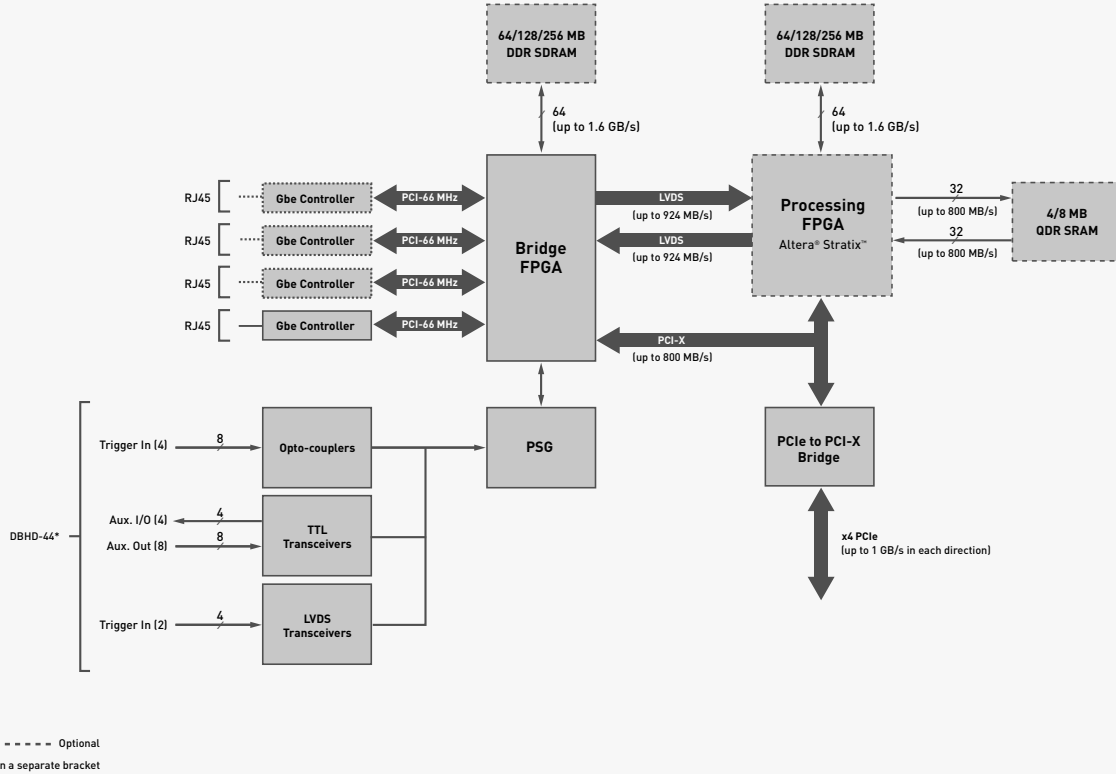 64/128/256 MB
DDR SDRAM
64/128/256 MB
DDR SDRAM
64
(up to 1.6 GB/s)
64
(up to 1.6 GB/s)
RJ45
Gbe Controller
PCI-66 MHz
RJ45
Gbe Controller
PCI-66 MHz
RJ45
Gbe Controller
PCI-66 MHz
RJ45
Gbe Controller
PCI-66 MHz
Bridge
FPGA
LVDS
(up to 924 MB/s)
LVDS
(up to 924 MB/s)
PCI-X
(up to 800 MB/s)
Processing
FPGA
Altera® Stratix™
32
(up to 800 MB/s)
32
(up to 800 MB/s)
4/8 MB
QDR SRAM
DBHD-44*
Trigger In (4)
8
Opto-couplers
PSG
PCIe to PCI-X
Bridge
Aux. I/O (4)
4
Aux. Out (8)
8
TTL
Transceivers
x4 PCIe
(up to 1 GB/s in each direction)
Trigger In (2)
4
LVDS
Transceivers
Optional
n a separate bracket